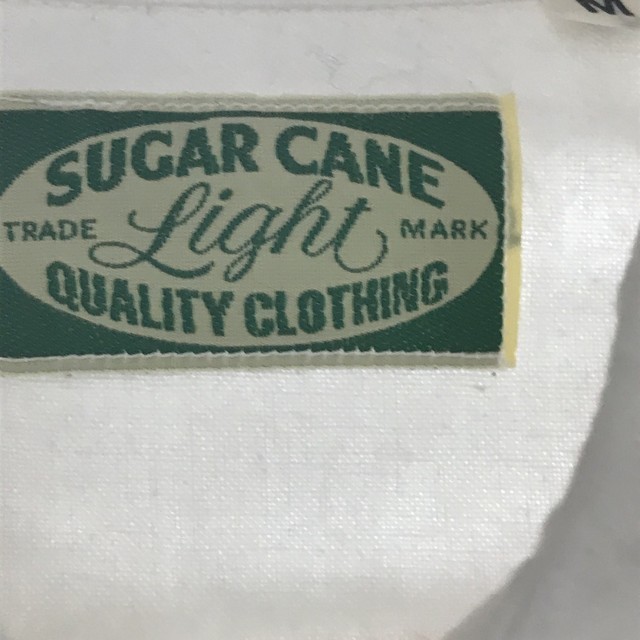 M
SUGAR CANE
TRADE Light MARK
QUALITY CLOTHING